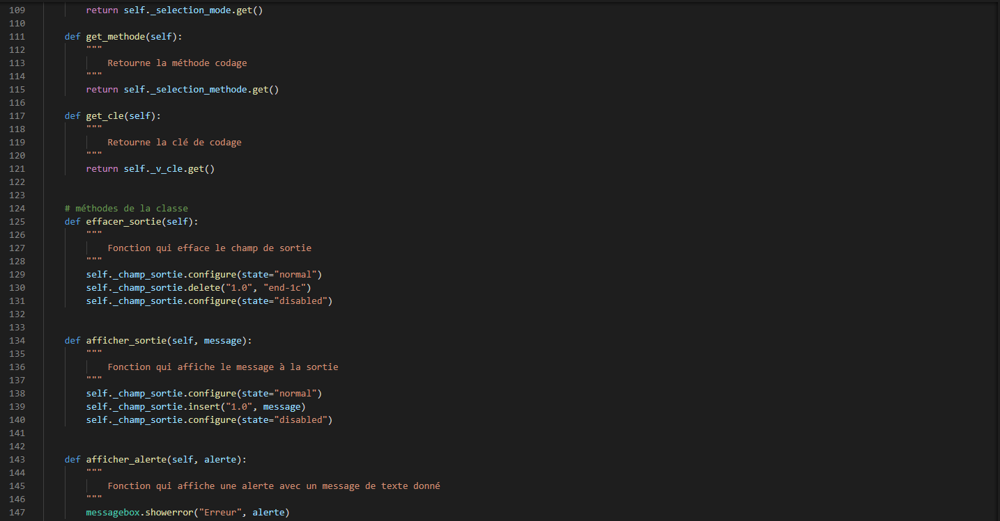 109 return self._selection_mode.get()
110
111 def get_methode(self):
112 """
113 Retourne la méthode codage
114 """
115 return self._selection_methode.get()
116
117 def get_cle(self):
118 """
119 Retourne la clé de codage
120 """
121 return self._v_cle.get()
122
123
124 # méthodes de la classe
125 def effacer_sortie(self):
126 """
127 Fonction qui efface le champ de sortie
128 """
129 self._champ_sortie.configure(state="normal")
130 self._champ_sortie.delete("1.0", "end-1c")
131 self._champ_sortie.configure(state="disabled")
132
133
134 def afficher_sortie(self, message):
135 """
136 Fonction qui affiche le message à la sortie
137 """
138 self._champ_sortie.configure(state="normal")
139 self._champ_sortie.insert("1.0", message)
140 self._champ_sortie.configure(state="disabled")
141
142
143 def afficher_alerte(self, alerte):
144 """
145 Fonction qui affiche une alerte avec un message de texte donné
146 """
147 messagebox.showerror("Erreur", alerte)